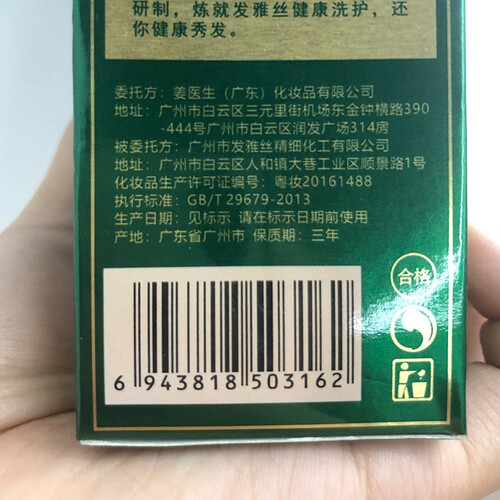 研制，炼就发雅丝健康洗护，还
你健康秀发。
委托方：姜医生（广东）化妆品有限公司
地址：广州市白云区三元里街机场东金钟横路390
-444号广州市白云区润发广场314房
被委托方：广州市发雅丝精细化工有限公司
地址：广州市白云区人和镇大巷工业区顺景路1号
化妆品生产许可证编号：粤妆20161488
执行标准：GB/T 29679-2013
生产日期：见标示 请在标示日期前使用
产地：广东省广州市 保质期：三年
合格
6 943818 503162